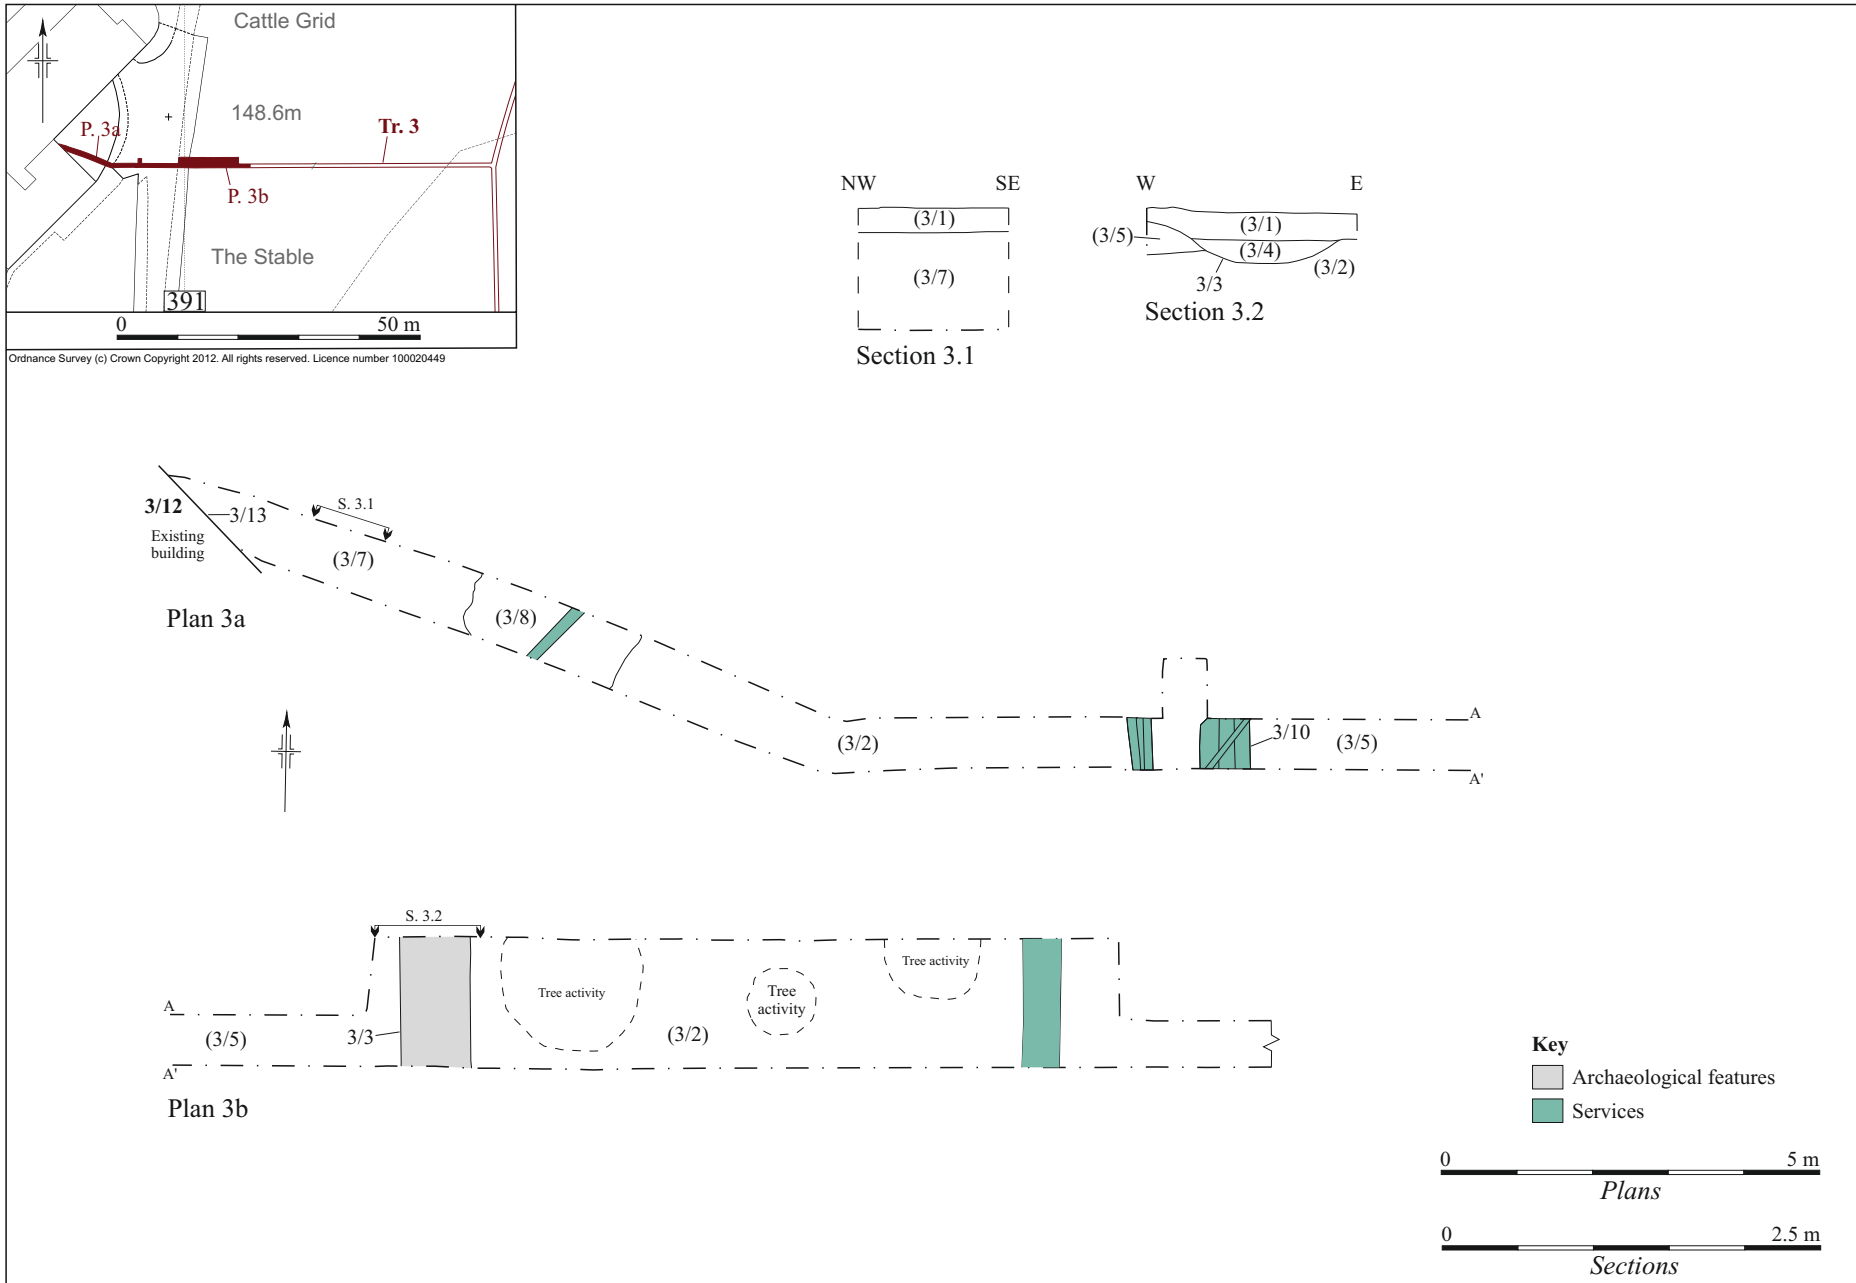 Cattle Grid
148.6m
P. 3a
Tr. 3
P. 3b
The Stable
391
0 50 m
Ordnance Survey (c) Crown Copyright 2012. All rights reserved. Licence number 100020449
NW SE
(3/1)
(3/7)
Section 3.1
W E
(3/1)
(3/5)
(3/4)
(3/2)
3/3
Section 3.2
3/12
Existing
building
3/13
S. 3.1
(3/7)
(3/8)
Plan 3a
(3/2)
3/10
(3/5)
A
A'
S. 3.2
A
(3/5)
A'
3/3
Tree activity
(3/2)
Tree
activity
Tree activity
Plan 3b
Key
Archaeological features
Services
0 5 m
Plans
0 2.5 m
Sections